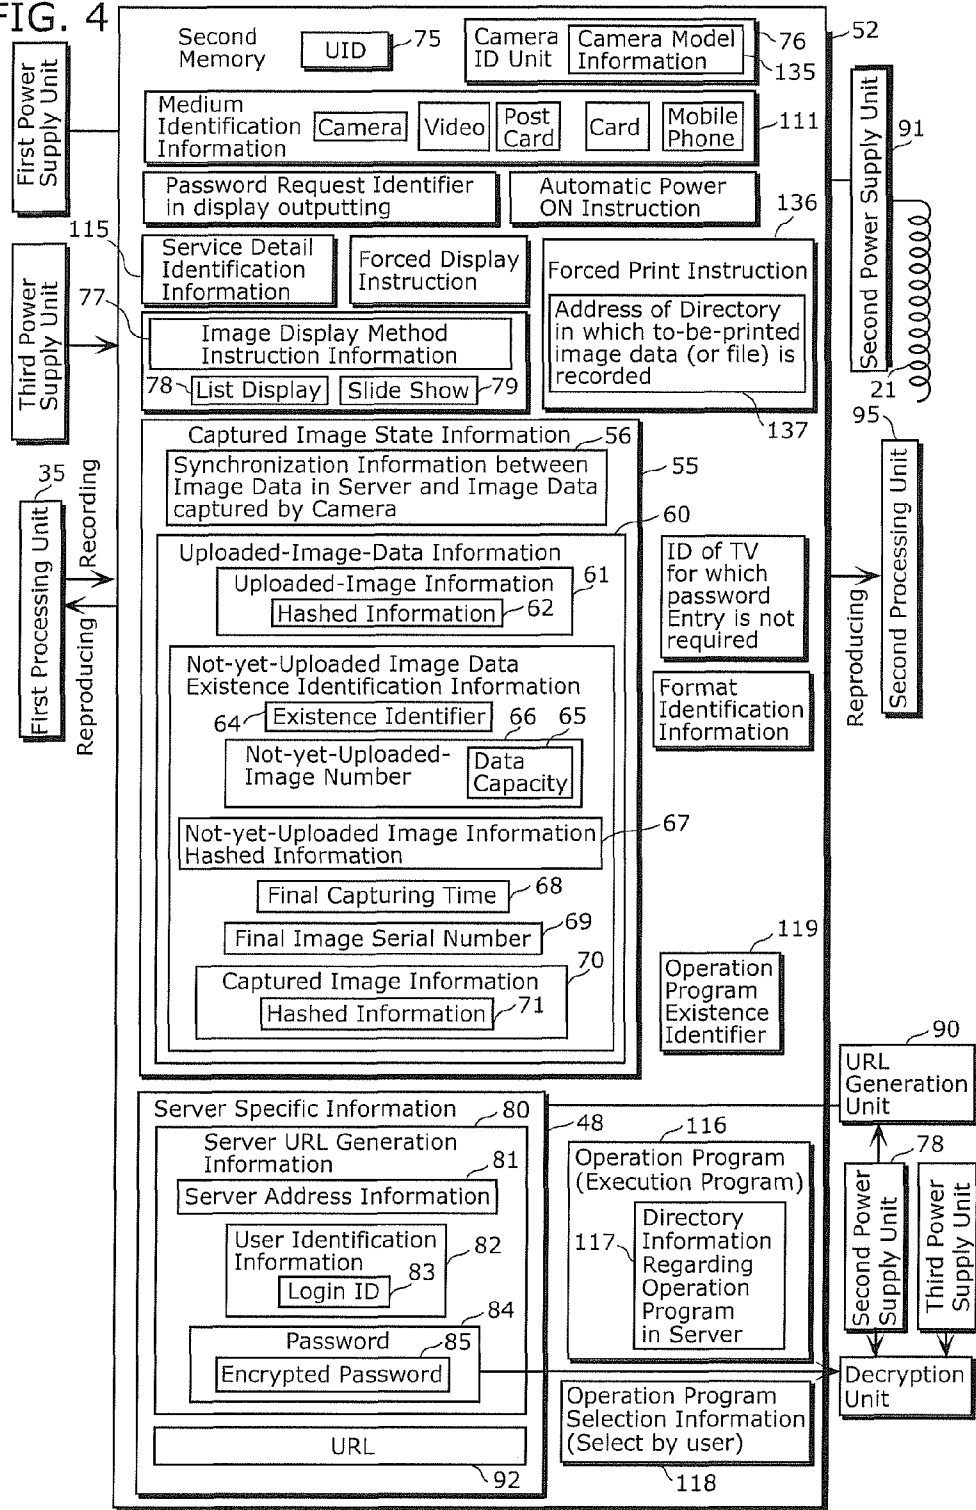 FIG. 4
Second
Memory
UID
75
Camera
ID Unit
Camera Model
Information
76
135
52
First Power
Supply Unit
Medium
Identification
Information
Camera
Video
Post
Card
Card
Mobile
Phone
111
Second Power Supply Unit
91
Password Request Identifier
in display outputting
Automatic Power
ON Instruction
136
115
Service Detail
Identification
Information
Forced Display
Instruction
Forced Print Instruction
Address of Directory
in which to-be-printed
image data (or file) is
recorded
137
21
Third Power
Supply Unit
77
Image Display Method
Instruction Information
78
List Display
Slide Show
79
95
Captured Image State Information
56
55
Synchronization Information between
Image Data in Server and Image Data
captured by Camera
35
First Processing Unit
Recording
Reproducing
60
Uploaded-Image-Data Information
Uploaded-Image Information
61
Hashed Information
62
ID of TV
for which
password
Entry is not
required
Reproducing
Second Processing Unit
Not-yet-Uploaded Image Data
Existence Identification Information
64
Existence Identifier
66
65
Not-yet-Uploaded-
Image Number
Data
Capacity
Format
Identification
Information
Not-yet-Uploaded Image Information
Hashed Information
67
Final Capturing Time
68
Final Image Serial Number
69
Captured Image Information
70
Hashed Information
71
119
Operation
Program
Existence
Identifier
90
URL
Generation
Unit
Server Specific Information
80
48
Server URL Generation
Information
81
Server Address Information
User Identification
Information
82
83
Login ID
84
Password
85
Encrypted Password
URL
92
116
Operation Program
(Execution Program)
117
Directory
Information
Regarding
Operation
Program
in Server
78
Second Power
Supply Unit
Third Power
Supply Unit
Decryption
Unit
Operation Program
Selection Information
(Select by user)
118